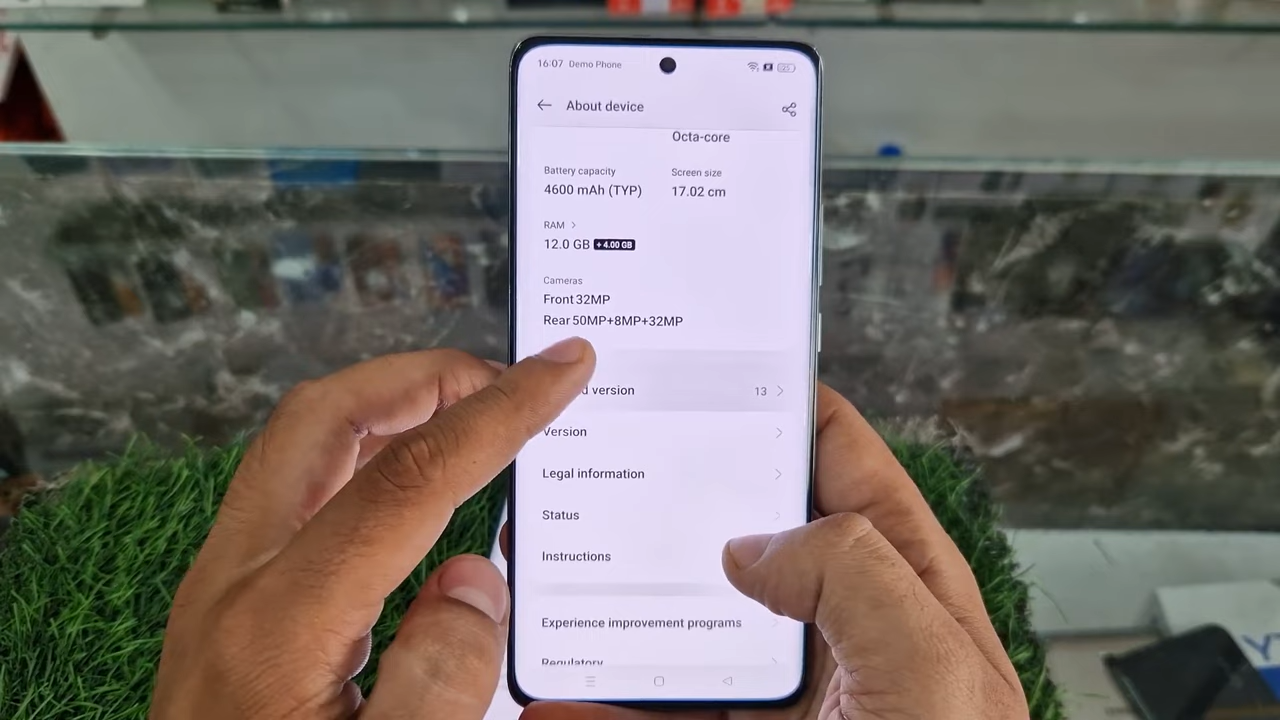 16:07 Demo Phone
About device
Octa-core
Battery capacity
4600 mAh (TYP)
Screen size
17.02 cm
RAM >
12.0 GB +4.00 GB
Cameras
Front 32MP
Rear 50MP+8MP+32MP
d version 13 >
Version >
Legal information >
Status >
Instructions
Experience improvement programs >
Regulatory >